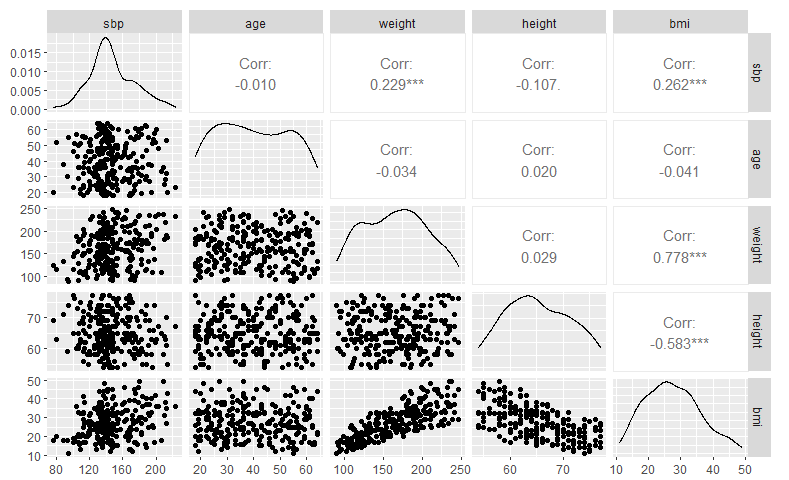 sbp age weight height bmi
0.015
0.010
0.005
0.000
Corr:
-0.010
Corr:
0.229***
Corr:
-0.107.
Corr:
0.262***
sbp
60
50
40
30
20
Corr:
-0.034
Corr:
0.020
Corr:
-0.041
age
250
200
150
100
Corr:
0.029
Corr:
0.778***
weight
70
60
Corr:
-0.583***
height
50
40
30
20
10
bmi
80 120 160 200 20 30 40 50 60 100 150 200 250 60 70 10 20 30 40 50